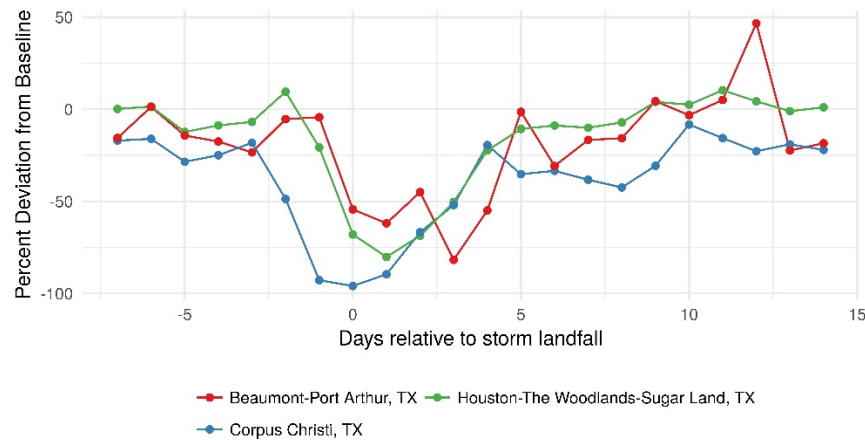 Percent Deviation from Baseline
50
0
-50
-100
-5
0
5
10
15
Days relative to storm landfall
Beaumont-Port Arthur, TX
Houston-The Woodlands-Sugar Land, TX
Corpus Christi, TX